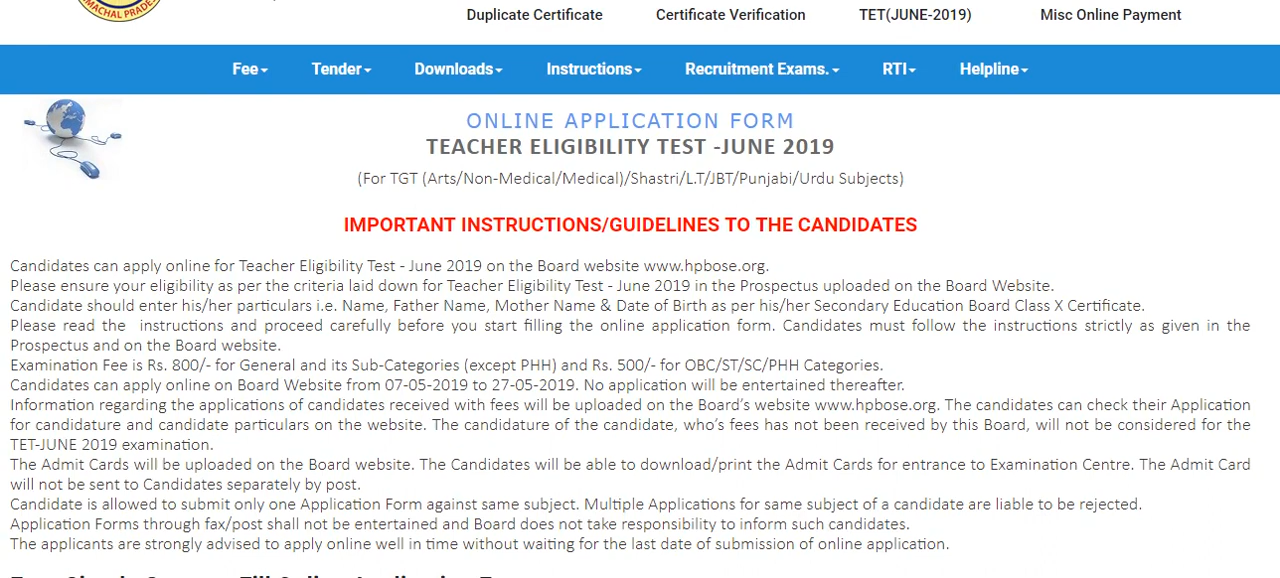 MACHAL PRADE
Duplicate Certificate Certificate Verification TET(JUNE-2019) Misc Online Payment
Fee Tender Downloads Instructions Recruitment Exams. RTI Helpline
ONLINE APPLICATION FORM
TEACHER ELIGIBILITY TEST -JUNE 2019
(For TGT (Arts/Non-Medical/Medical)/Shastri/L.T/JBT/Punjabi/Urdu Subjects)
IMPORTANT INSTRUCTIONS/GUIDELINES TO THE CANDIDATES
Candidates can apply online for Teacher Eligibility Test - June 2019 on the Board website www.hpbose.org.
Please ensure your eligibility as per the criteria laid down for Teacher Eligibility Test - June 2019 in the Prospectus uploaded on the Board Website.
Candidate should enter his/her particulars i.e. Name, Father Name, Mother Name & Date of Birth as per his/her Secondary Education Board Class X Certificate.
Please read the instructions and proceed carefully before you start filling the online application form. Candidates must follow the instructions strictly as given in the
Prospectus and on the Board website.
Examination Fee is Rs. 800/- for General and its Sub-Categories (except PHH) and Rs. 500/- for OBC/ST/SC/PHH Categories.
Candidates can apply online on Board Website from 07-05-2019 to 27-05-2019. No application will be entertained thereafter.
Information regarding the applications of candidates received with fees will be uploaded on the Board's website www.hpbose.org. The candidates can check their Application
for candidature and candidate particulars on the website. The candidature of the candidate, who's fees has not been received by this Board, will not be considered for the
TET-JUNE 2019 examination.
The Admit Cards will be uploaded on the Board website. The Candidates will be able to download/print the Admit Cards for entrance to Examination Centre. The Admit Card
will not be sent to Candidates separately by post.
Candidate is allowed to submit only one Application Form against same subject. Multiple Applications for same subject of a candidate are liable to be rejected.
Application Forms through fax/post shall not be entertained and Board does not take responsibility to inform such candidates.
The applicants are strongly advised to apply online well in time without waiting for the last date of submission of online application.